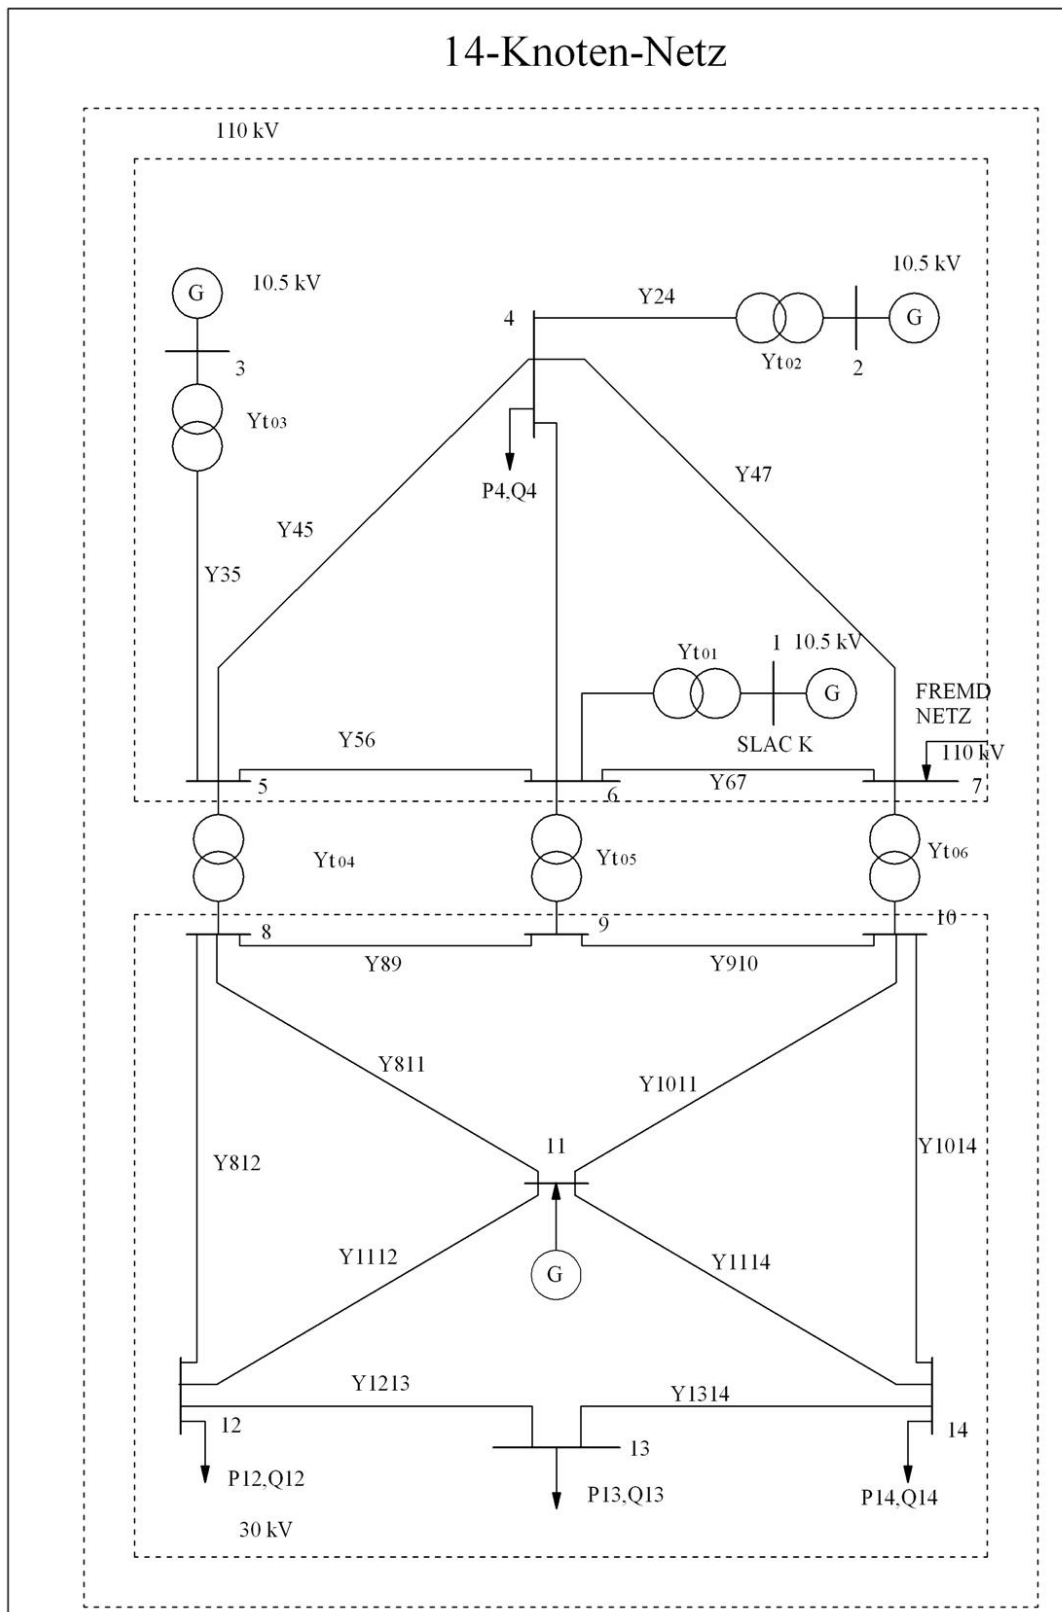 14-Knoten-Netz
110 kV
10.5 kV
G
10.5 kV
Y24
4
G
3
Yt02
2
Yt03
Y47
P4,Q4
Y45
Y35
1
10.5 kV
Yt01
G
FREMD
NETZ
SLAC K
110 kV
Y56
Y67
5
6
7
Yt04
Yt05
Yt06
8
9
10
Y89
Y910
Y811
Y1011
11
Y812
Y1014
Y1112
Y1114
G
Y1213
Y1314
12
13
14
P12,Q12
P13,Q13
P14,Q14
30 kV